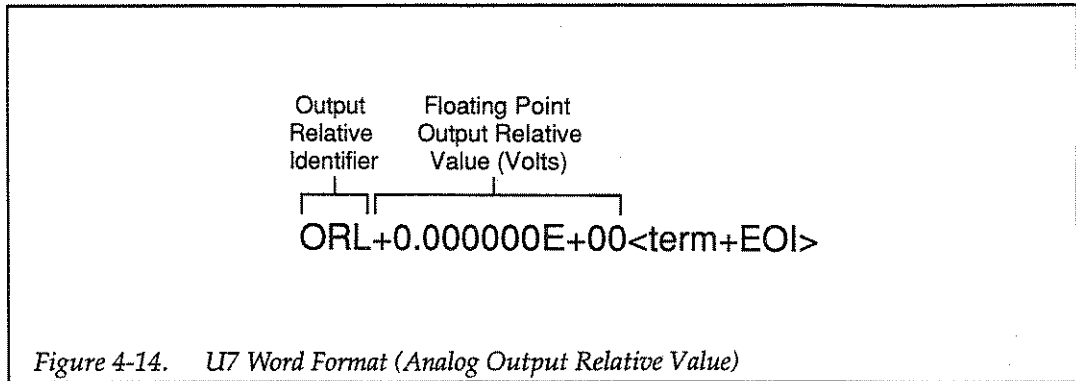 Output
Relative
Identifier
Floating Point
Output Relative
Value (Volts)
ORL+0.000000E+00<term+EOI>
Figure 4-14. U7 Word Format (Analog Output Relative Value)